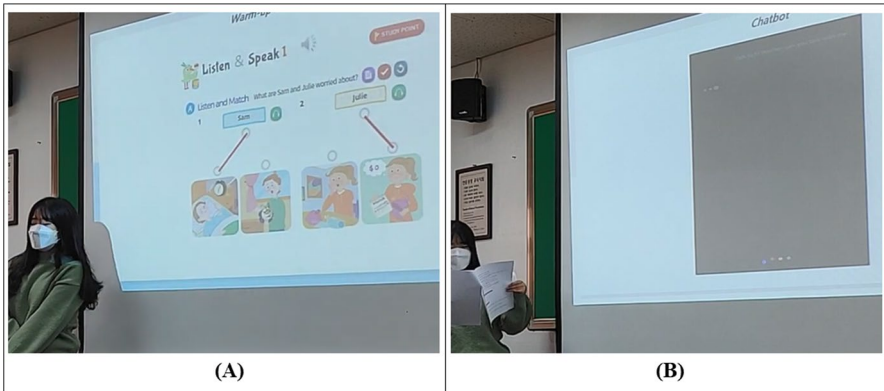 Warm-up
STUDY POINT
Listen & Speak 1
A Listen and Match What are Sam and Julie worried about?
1 Sam 2 Julie
$0
Chatbot
(A) (B)